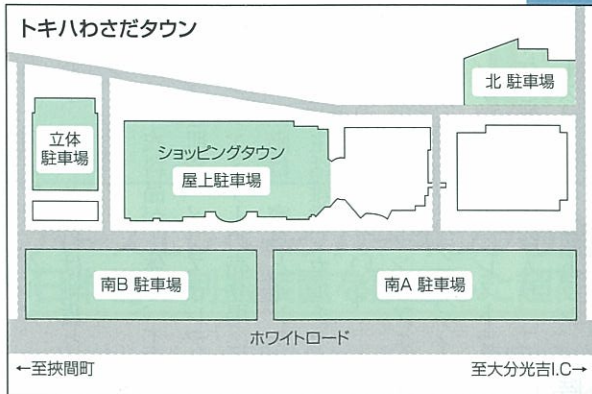 トキハわさだタウン
北 駐車場
立体
駐車場
ショッピングタウン
屋上駐車場
南B 駐車場
南A 駐車場
ホワイトロード
←至挾間町
至大分光吉I.C→